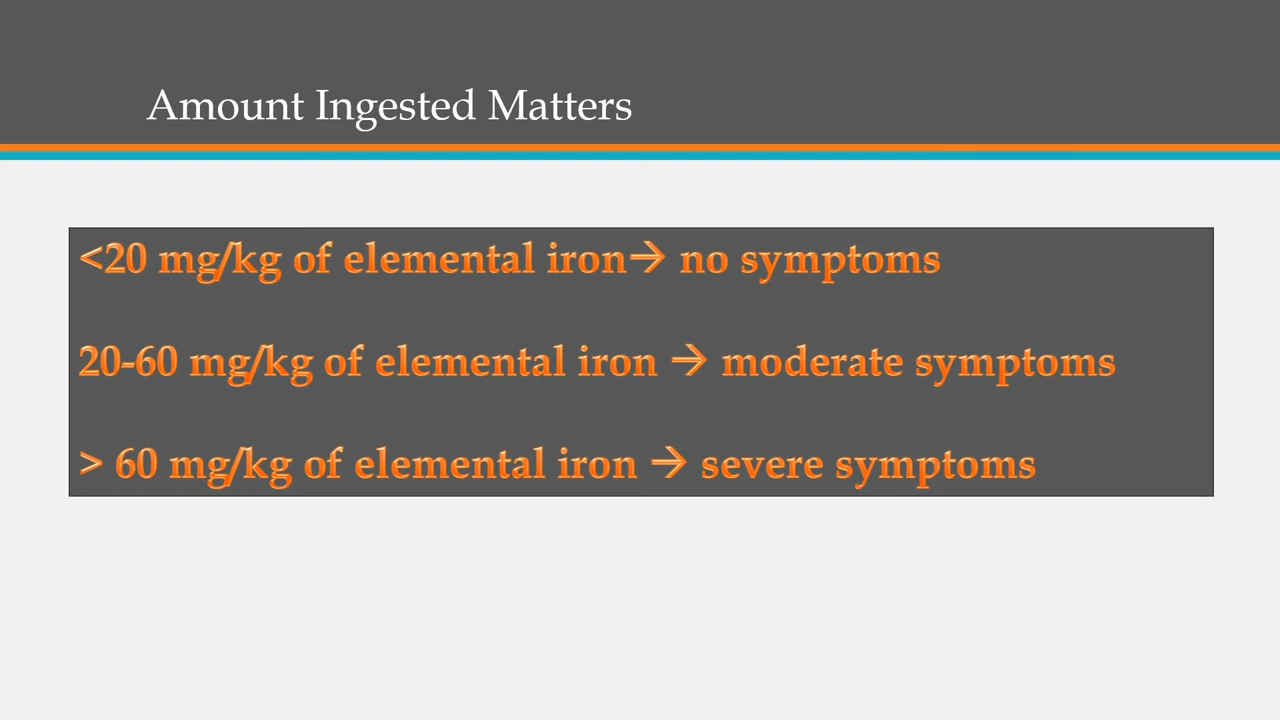 Amount Ingested Matters
<20 mg/kg of elemental iron→ no symptoms
20-60 mg/kg of elemental iron → moderate symptoms
> 60 mg/kg of elemental iron → severe symptoms